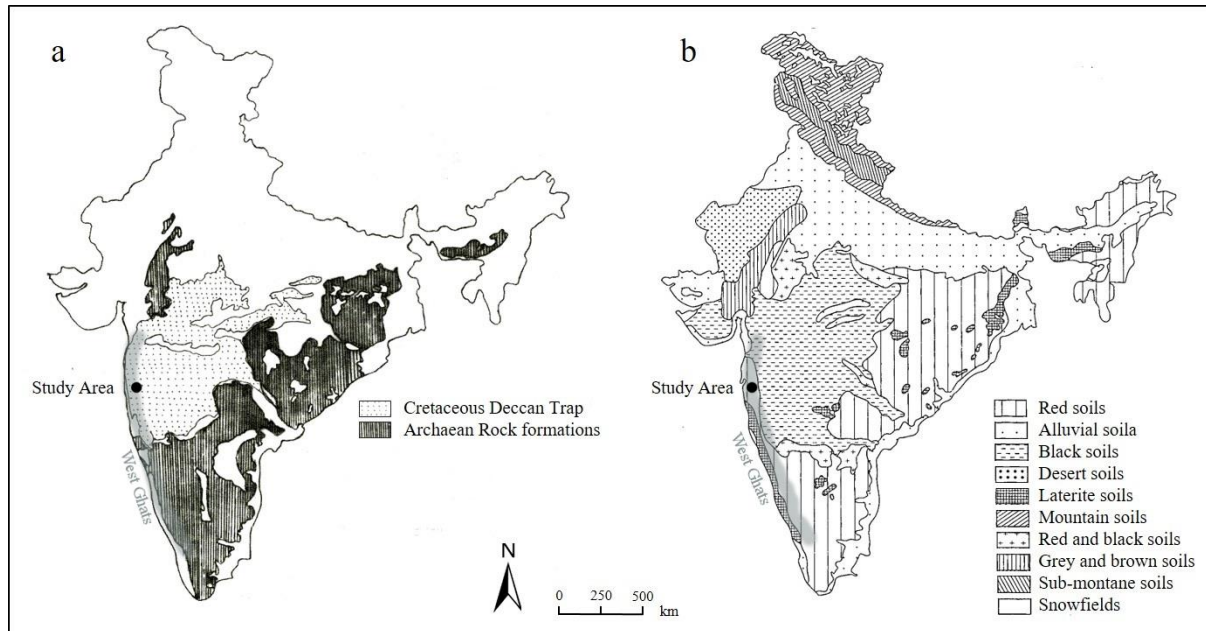 a
Study Area
Cretaceous Deccan Trap
Archaean Rock formations
West Ghats
N
0 250 500
km
b
Study Area
West Ghats
Red soils
Alluvial soila
Black soils
Desert soils
Laterite soils
Mountain soils
Red and black soils
Grey and brown soils
Sub-montane soils
Snowfields